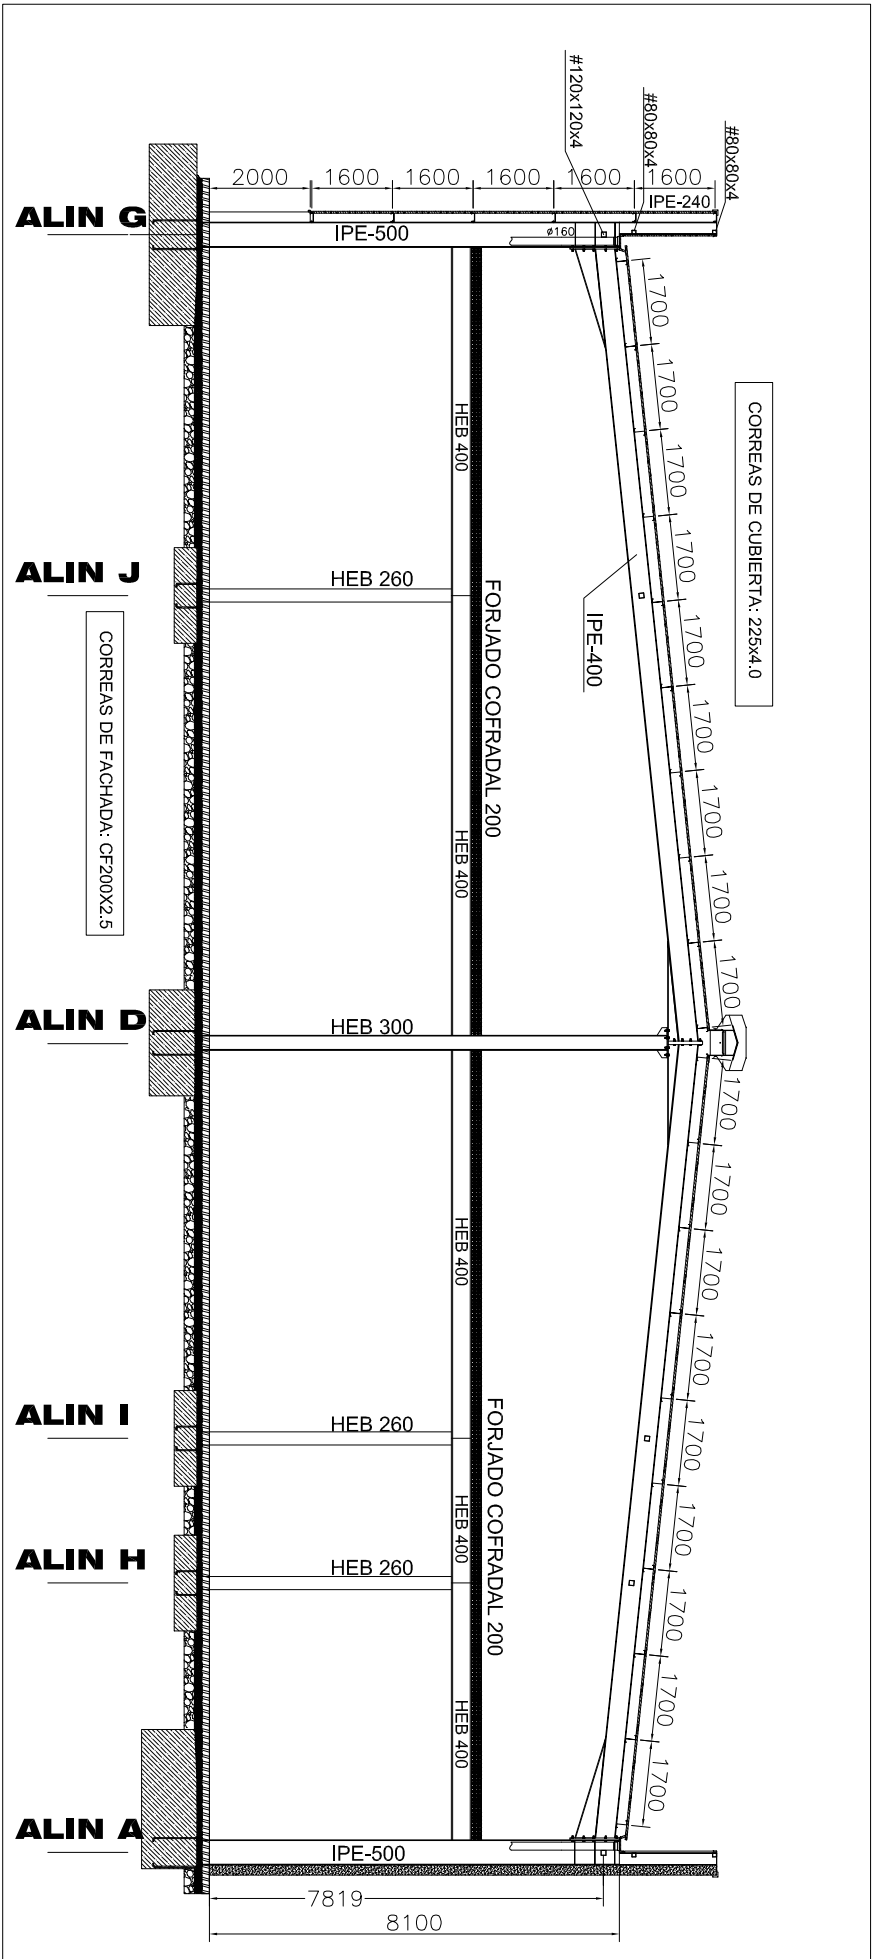 #120x120x4
#80x80x4
#80x80x4
2000
1600
1600
1600
1600
1600
IPE-240
ALIN G
IPE-500
ø160
1700
1700
1700
1700
1700
1700
1700
1700
1700
CORREAS DE CUBIERTA: 225x4.0
HEB 400
ALIN J
HEB 260
FORJADO COFRADAL 200
IPE-400
CORREAS DE FACHADA: CF200X2.5
HEB 400
ALIN D
HEB 300
1700
1700
1700
1700
1700
1700
1700
1700
1700
HEB 400
ALIN I
HEB 260
FORJADO COFRADAL 200
HEB 400
ALIN H
HEB 260
HEB 400
ALIN A
IPE-500
7819
8100